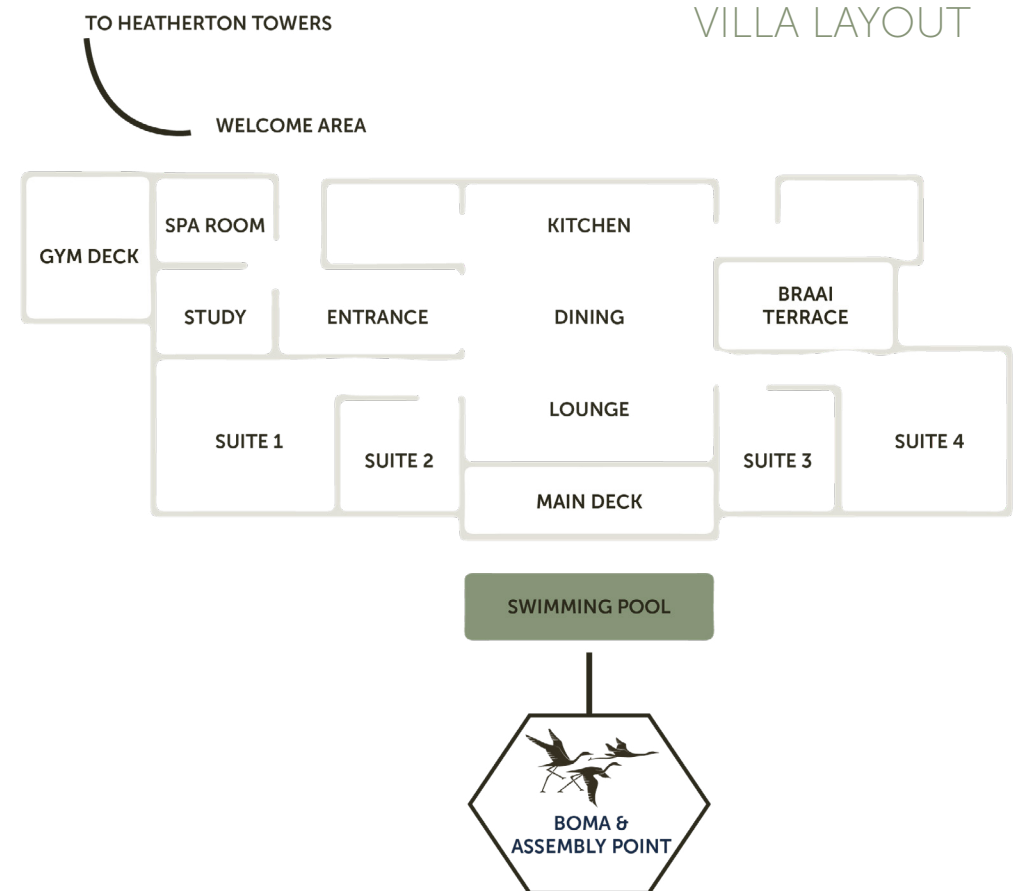 TO HEATHERTON TOWERS
VILLA LAYOUT
WELCOME AREA
SPA ROOM
KITCHEN
GYM DECK
BRAAI
TERRACE
STUDY
ENTRANCE
DINING
LOUNGE
SUITE 1
SUITE 2
SUITE 3
SUITE 4
MAIN DECK
SWIMMING POOL
BOMA &
ASSEMBLY POINT